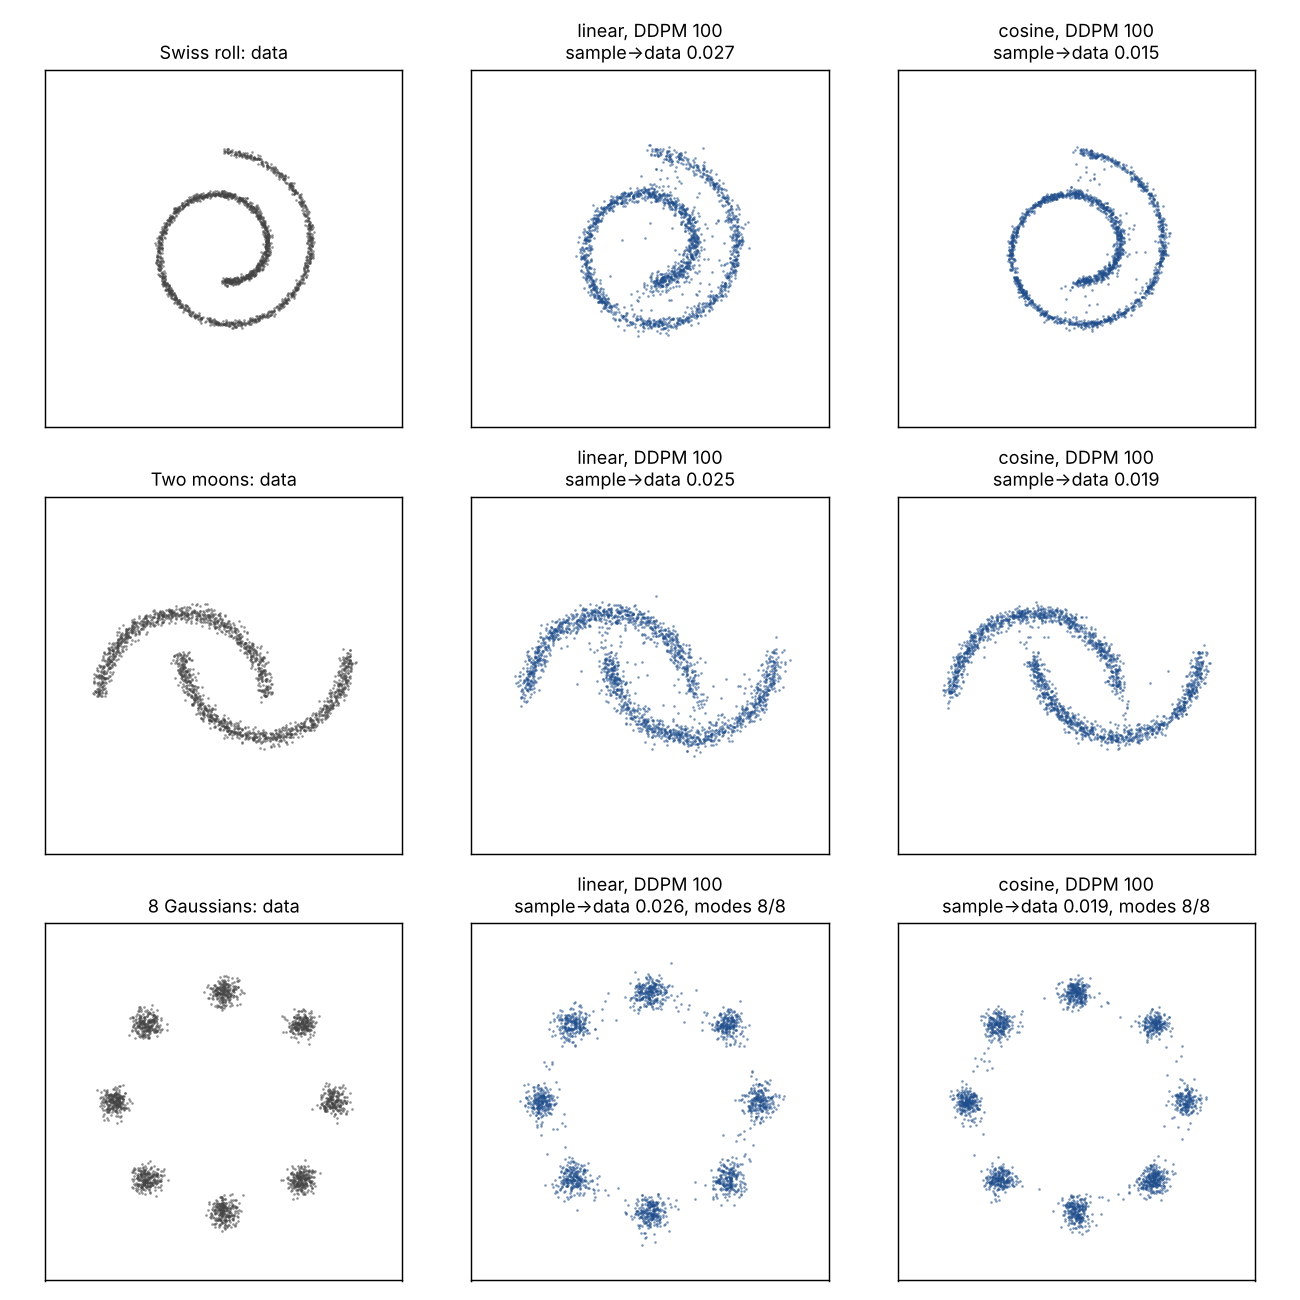 Swiss roll: data
linear, DDPM 100
sample→data 0.027
cosine, DDPM 100
sample→data 0.015
Two moons: data
linear, DDPM 100
sample→data 0.025
cosine, DDPM 100
sample→data 0.019
8 Gaussians: data
linear, DDPM 100
sample→data 0.026, modes 8/8
cosine, DDPM 100
sample→data 0.019, modes 8/8